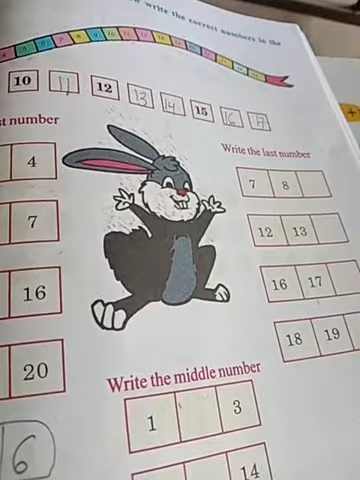 write the correct numbers in the
10 11 12 13 14 15 16 17
st number
Write the last number
4
7 8
7
12 13
16
16 17
20
18 19
Write the middle number
1 3
6
14